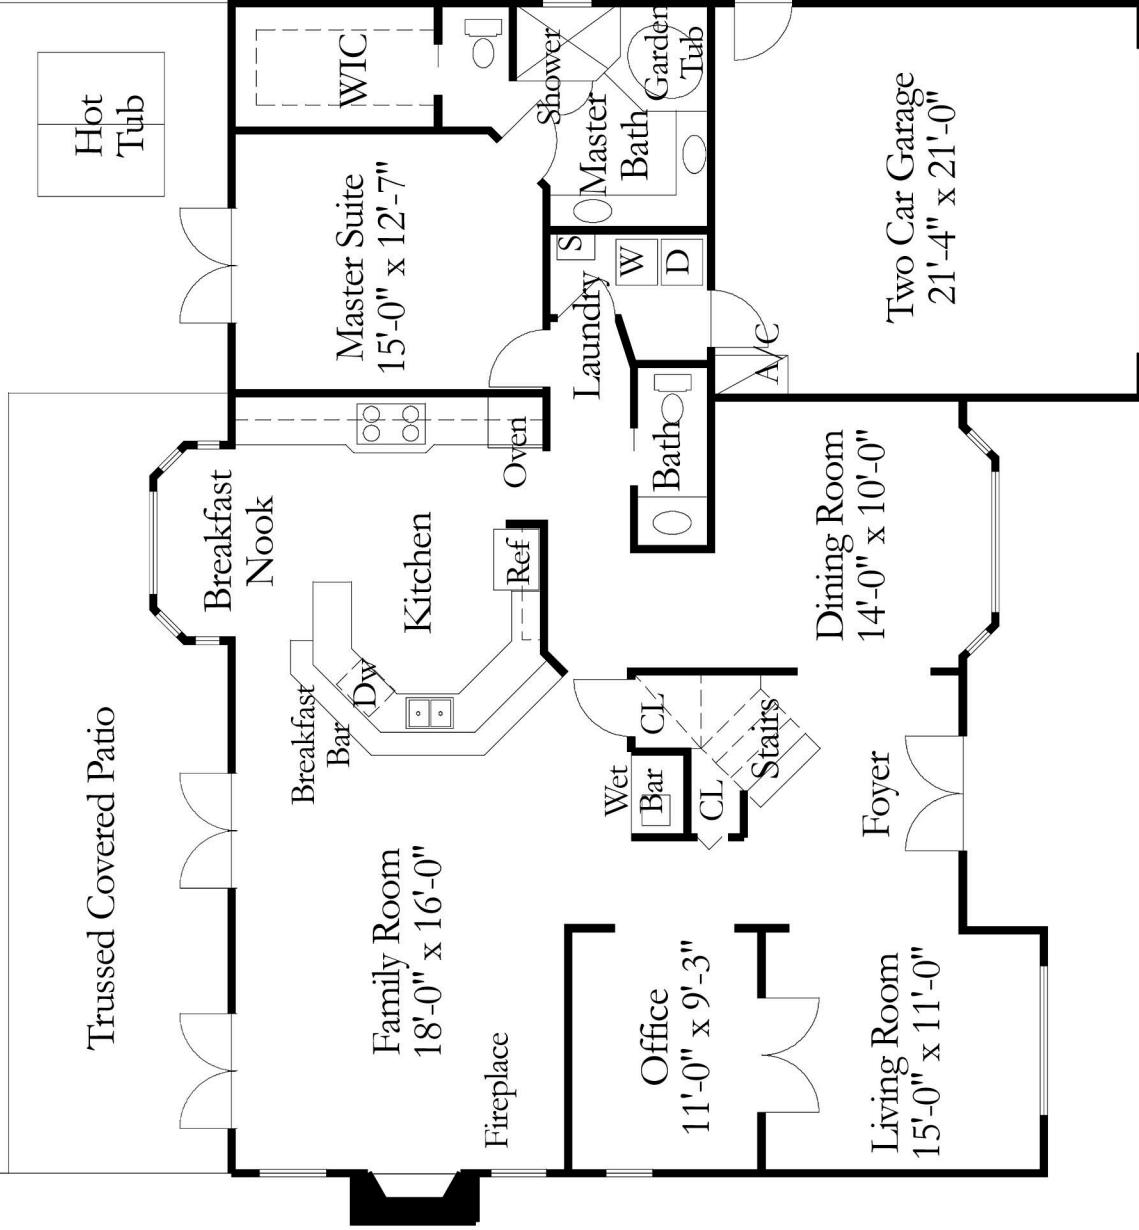 Trussed Covered Patio
Hot
Tub
Breakfast
Nook
Master Suite
15'-0" x 12'-7"
WIC
Shower
Master
Bath
Garden
Tub
Family Room
18'-0" x 16'-0"
Breakfast
Bar
Dw
Kitchen
Ref
Oven
Laundry
S
W
D
Fireplace
Wet
Bar
CL
CL
Stairs
Bath
A/C
Two Car Garage
21'-4" x 21'-0"
Office
11'-0" x 9'-3"
Living Room
15'-0" x 11'-0"
Foyer
Dining Room
14'-0" x 10'-0"